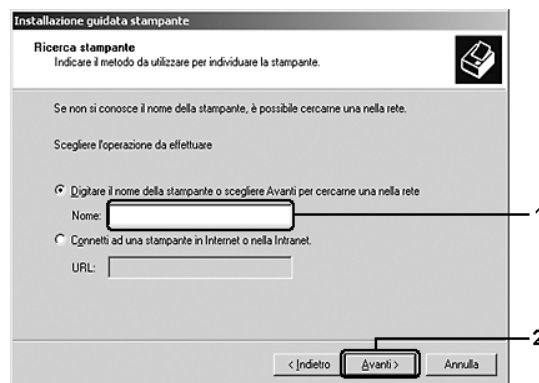 Installazione guidata stampante
Ricerca stampante
Indicare il metodo da utilizzare per individuare la stampante.
Se non si conosce il nome della stampante, è possibile cercarne una nella rete.
Scegliere l'operazione da effettuare
Digitare il nome della stampante o scegliere Avanti per cercarne una nella rete
Nome:
1
Connetti ad una stampante in Internet o nella Intranet.
URL:
2
< Indietro Avanti > Annulla